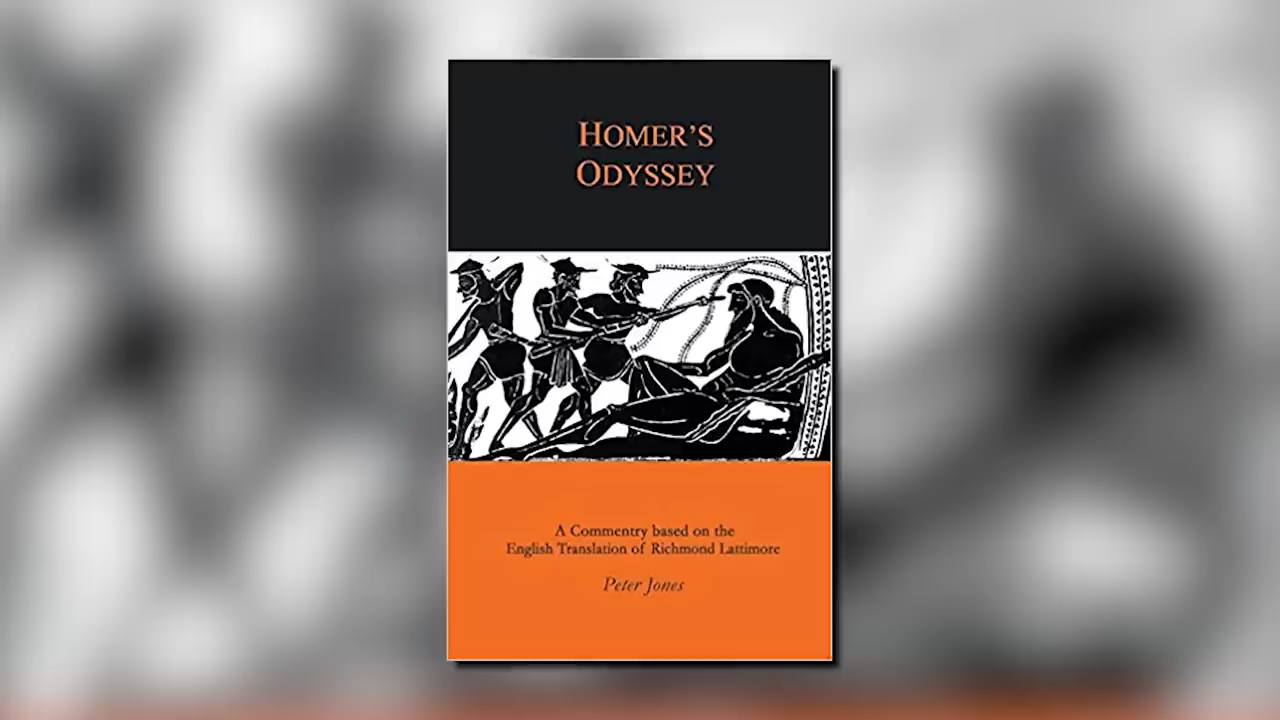 HOMER'S
ODYSSEY
A Commentry based on the
English Translation of Richmond Lattimore
Peter Jones